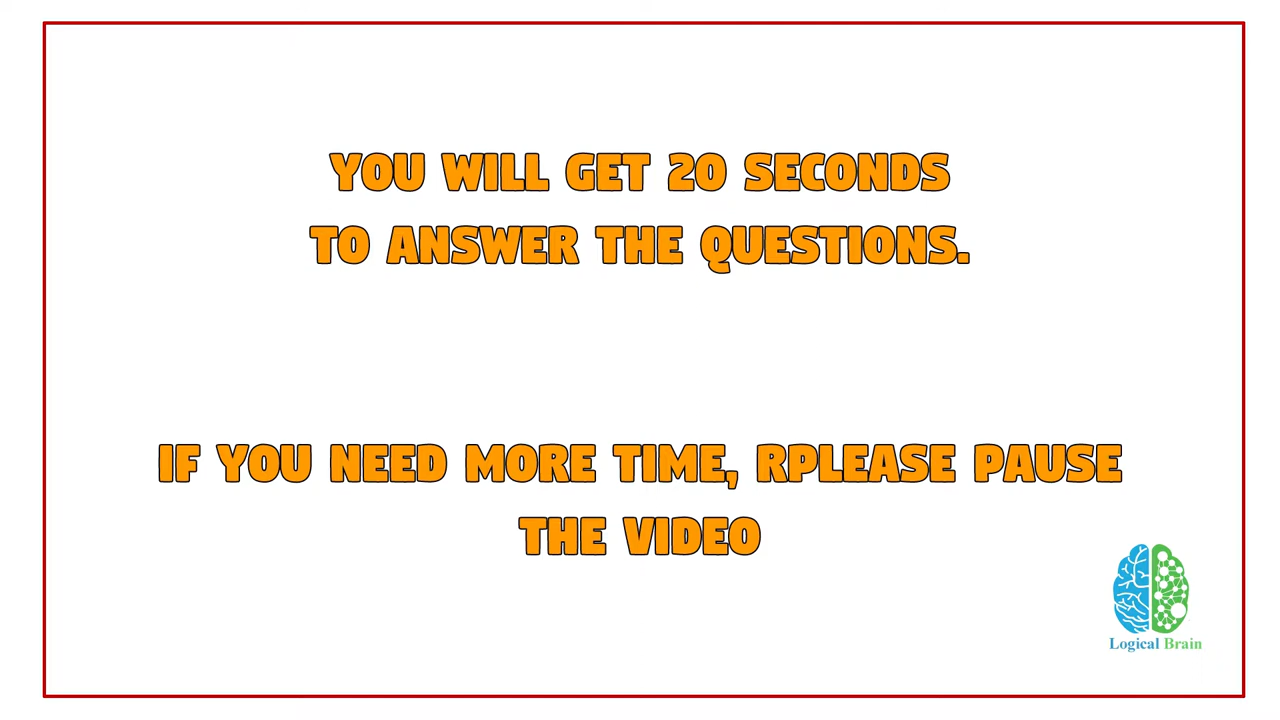 YOU WILL GET 20 SECONDS
TO ANSWER THE QUESTIONS.
IF YOU NEED MORE TIME, RPLEASE PAUSE
THE VIDEO
Logical Brain